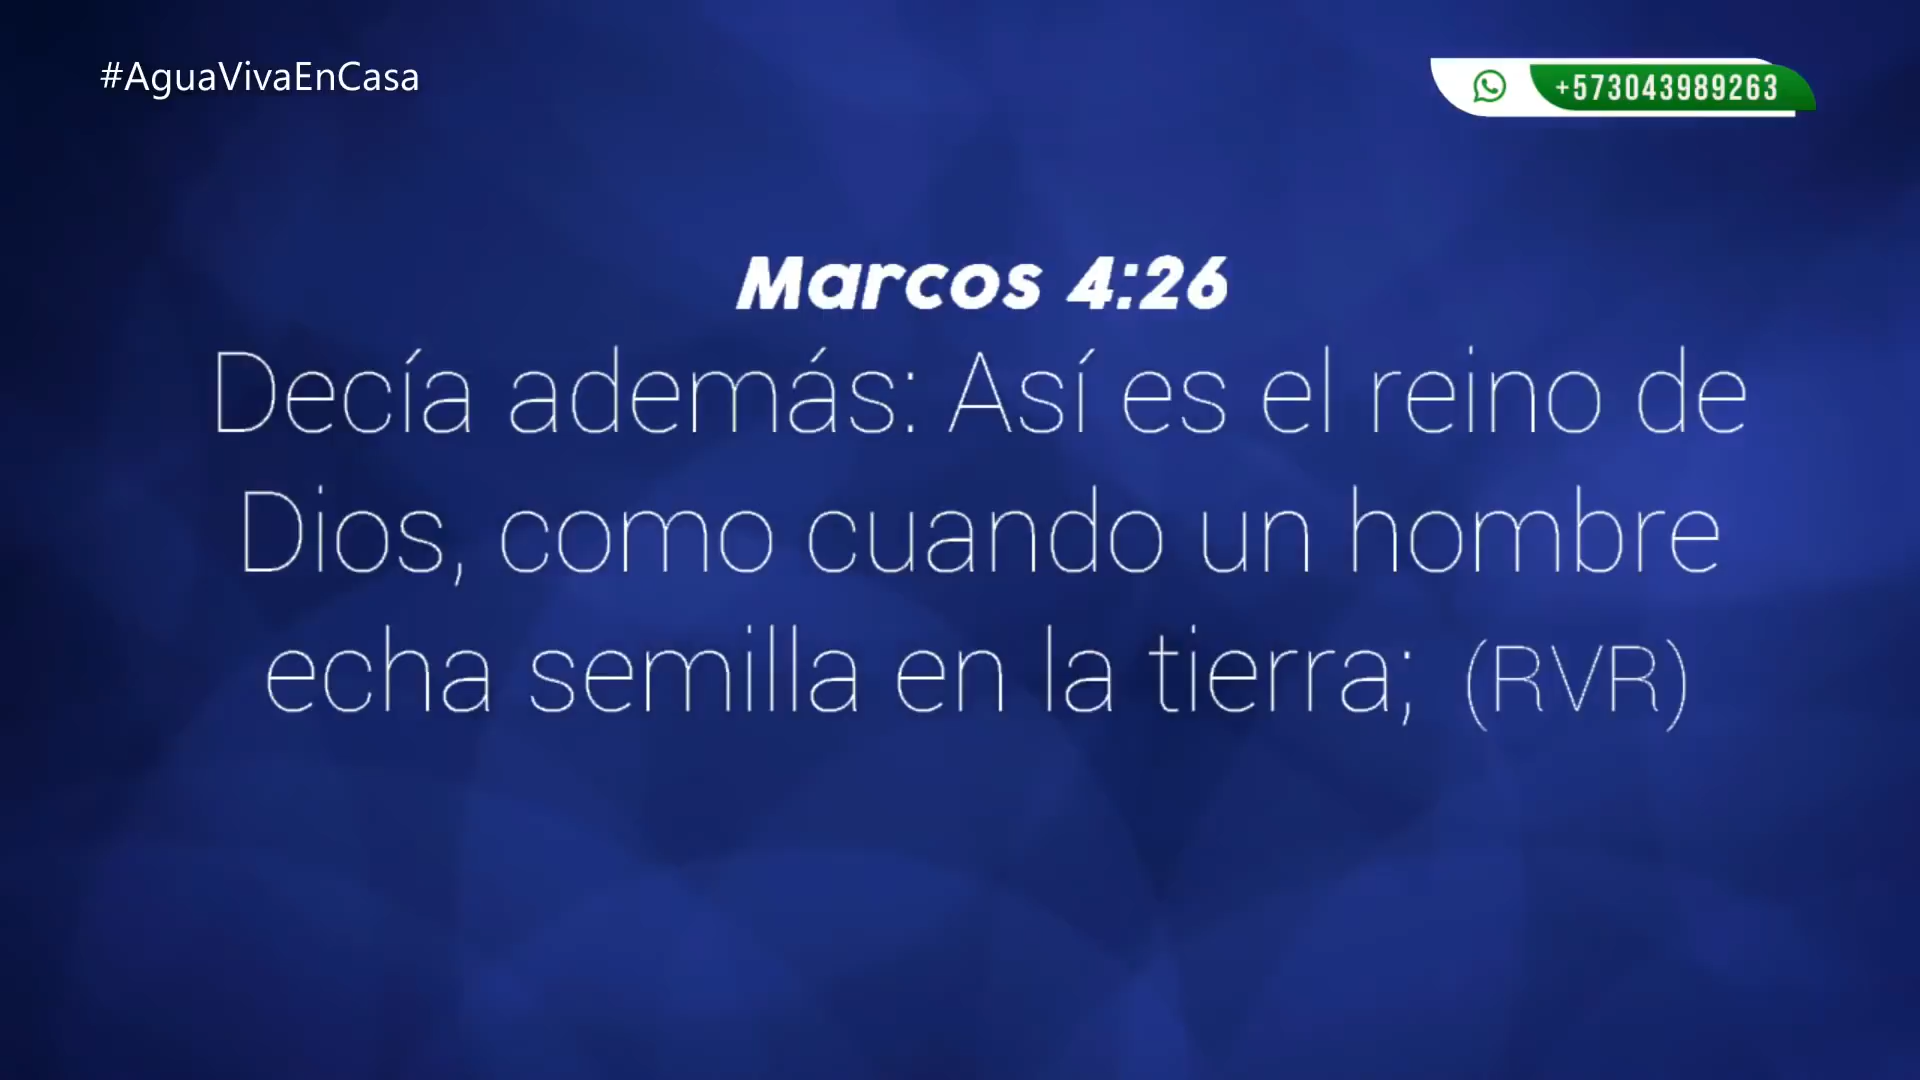 #AguaVivaEnCasa
+573043989263
Marcos 4:26
Decía además: Así es el reino de
Dios, como cuando un hombre
echa semilla en la tierra; (RVR)